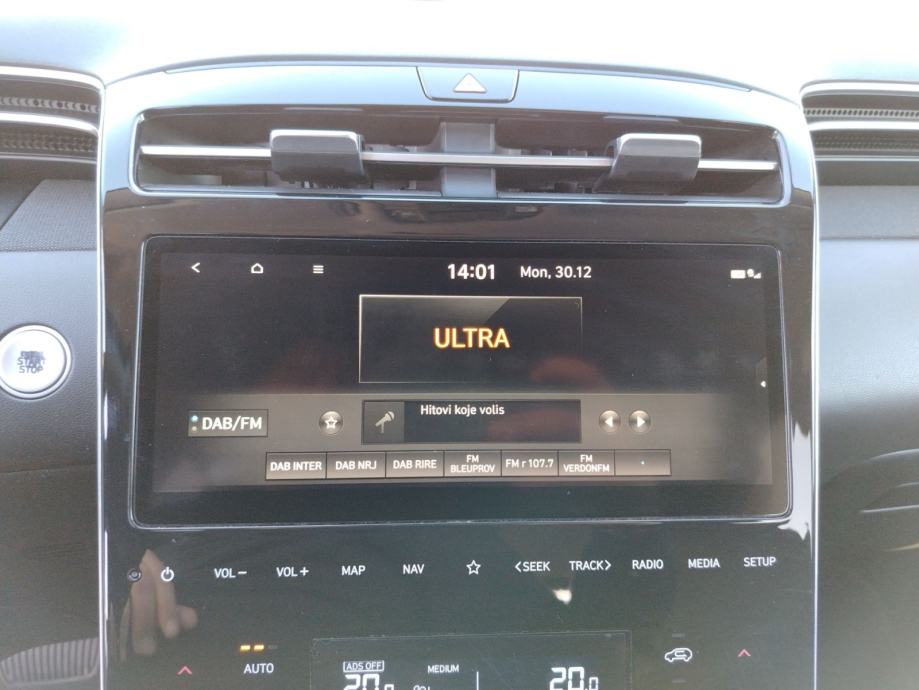 14:01 Mon, 30.12
ULTRA
START
STOP
DAB/FM
Hitovi koje volis
DAB INTER DAB NRJ DAB RIRE FM BLEUPROV FM r 107.7 FM VERDONFM
VOL− VOL+ MAP NAV <SEEK TRACK> RADIO MEDIA SETUP
AUTO
ADS OFF MEDIUM
20.0 20.0